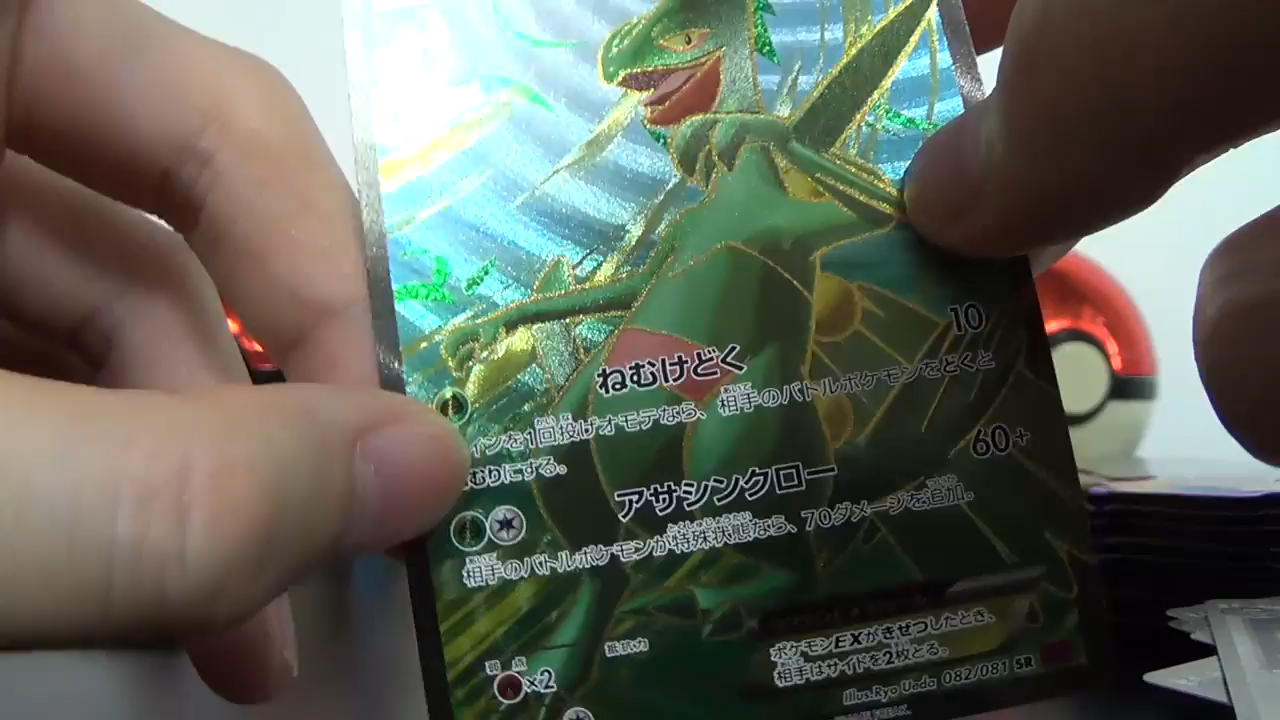 ねむけどく 10
インを1回投げオモテなら、相手のバトルポケモンをどくと
むりにする。
アサシンクロー 60+
相手のバトルポケモンが特殊状態なら、70ダメージを追加。
弱点 抵抗力
×2
ポケモンEXがきぜつしたとき、
相手はサイドを2枚とる。
Illus.Ryo Ueda 082/081 SR